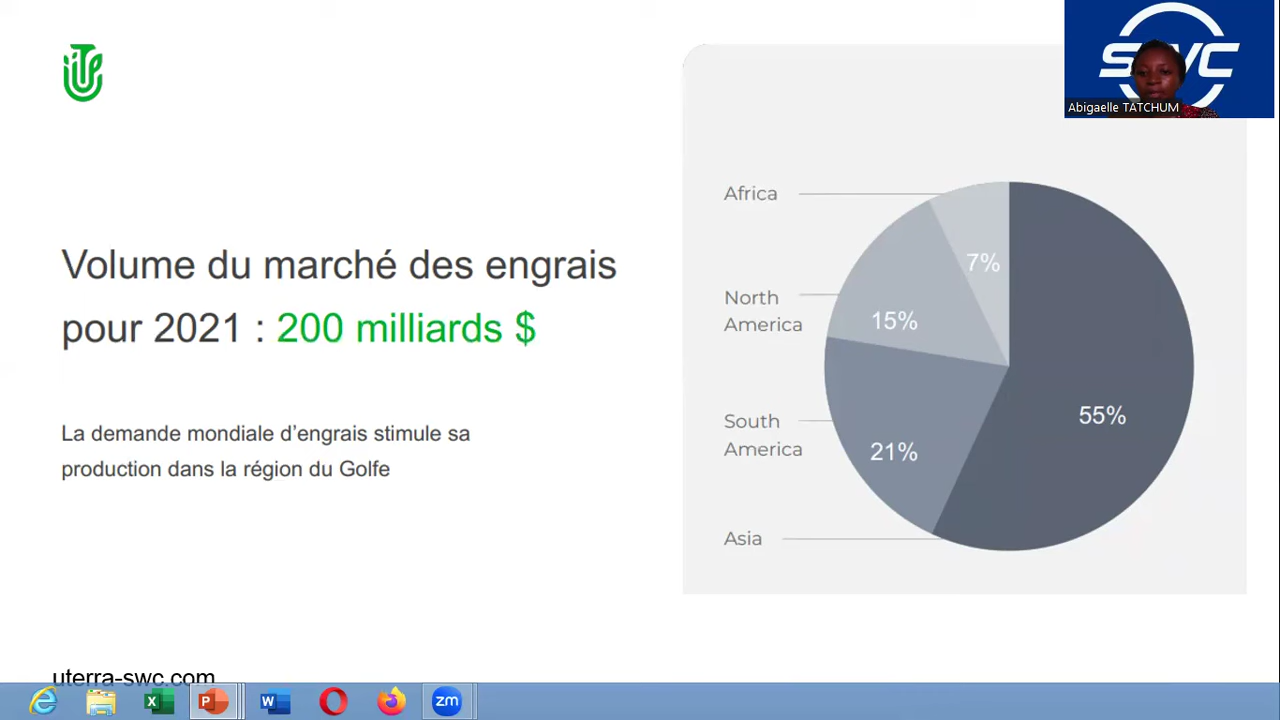 SWC
Abigaelle TATCHUM
Volume du marché des engrais
pour 2021 : 200 milliards $
La demande mondiale d’engrais stimule sa
production dans la région du Golfe
Africa
7%
North
America
15%
South
America
21%
Asia
55%
uterra-swc.com
zm